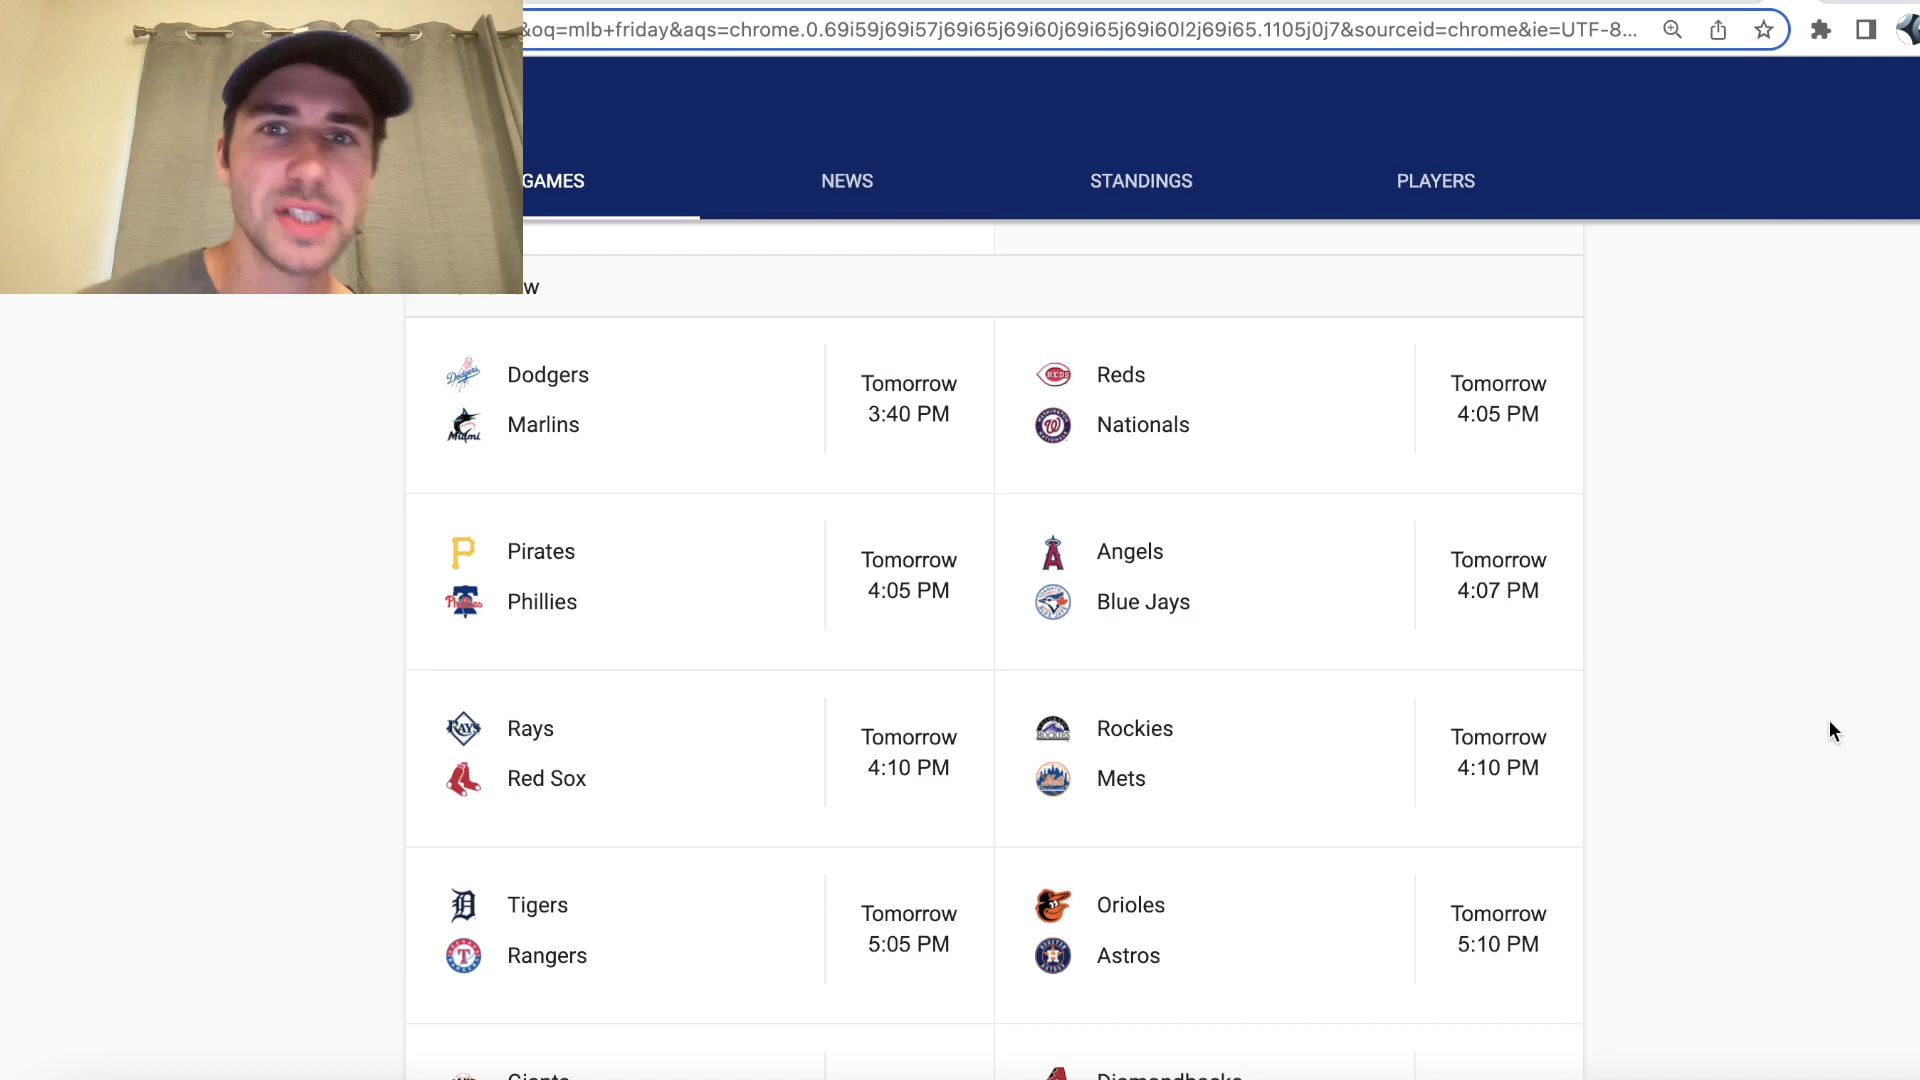 &oq=mlb+friday&aqs=chrome.0.69i59j69i57j69i65j69i60j69i65j69i60l2j69i65.1105j0j7&sourceid=chrome&ie=UTF-8...
GAMES
NEWS
STANDINGS
PLAYERS
w
Dodgers
Marlins
Tomorrow
3:40 PM
Reds
Nationals
Tomorrow
4:05 PM
Pirates
Phillies
Tomorrow
4:05 PM
Angels
Blue Jays
Tomorrow
4:07 PM
Rays
Red Sox
Tomorrow
4:10 PM
Rockies
Mets
Tomorrow
4:10 PM
Tigers
Rangers
Tomorrow
5:05 PM
Orioles
Astros
Tomorrow
5:10 PM
Giants
Diamondbacks